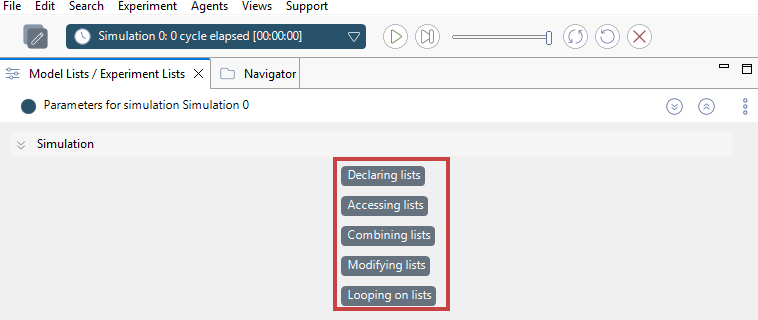 File Edit Search Experiment Agents Views Support
Simulation 0: 0 cycle elapsed [00:00:00]
Model Lists / Experiment Lists Navigator
Parameters for simulation Simulation 0
Simulation
Declaring lists
Accessing lists
Combining lists
Modifying lists
Looping on lists